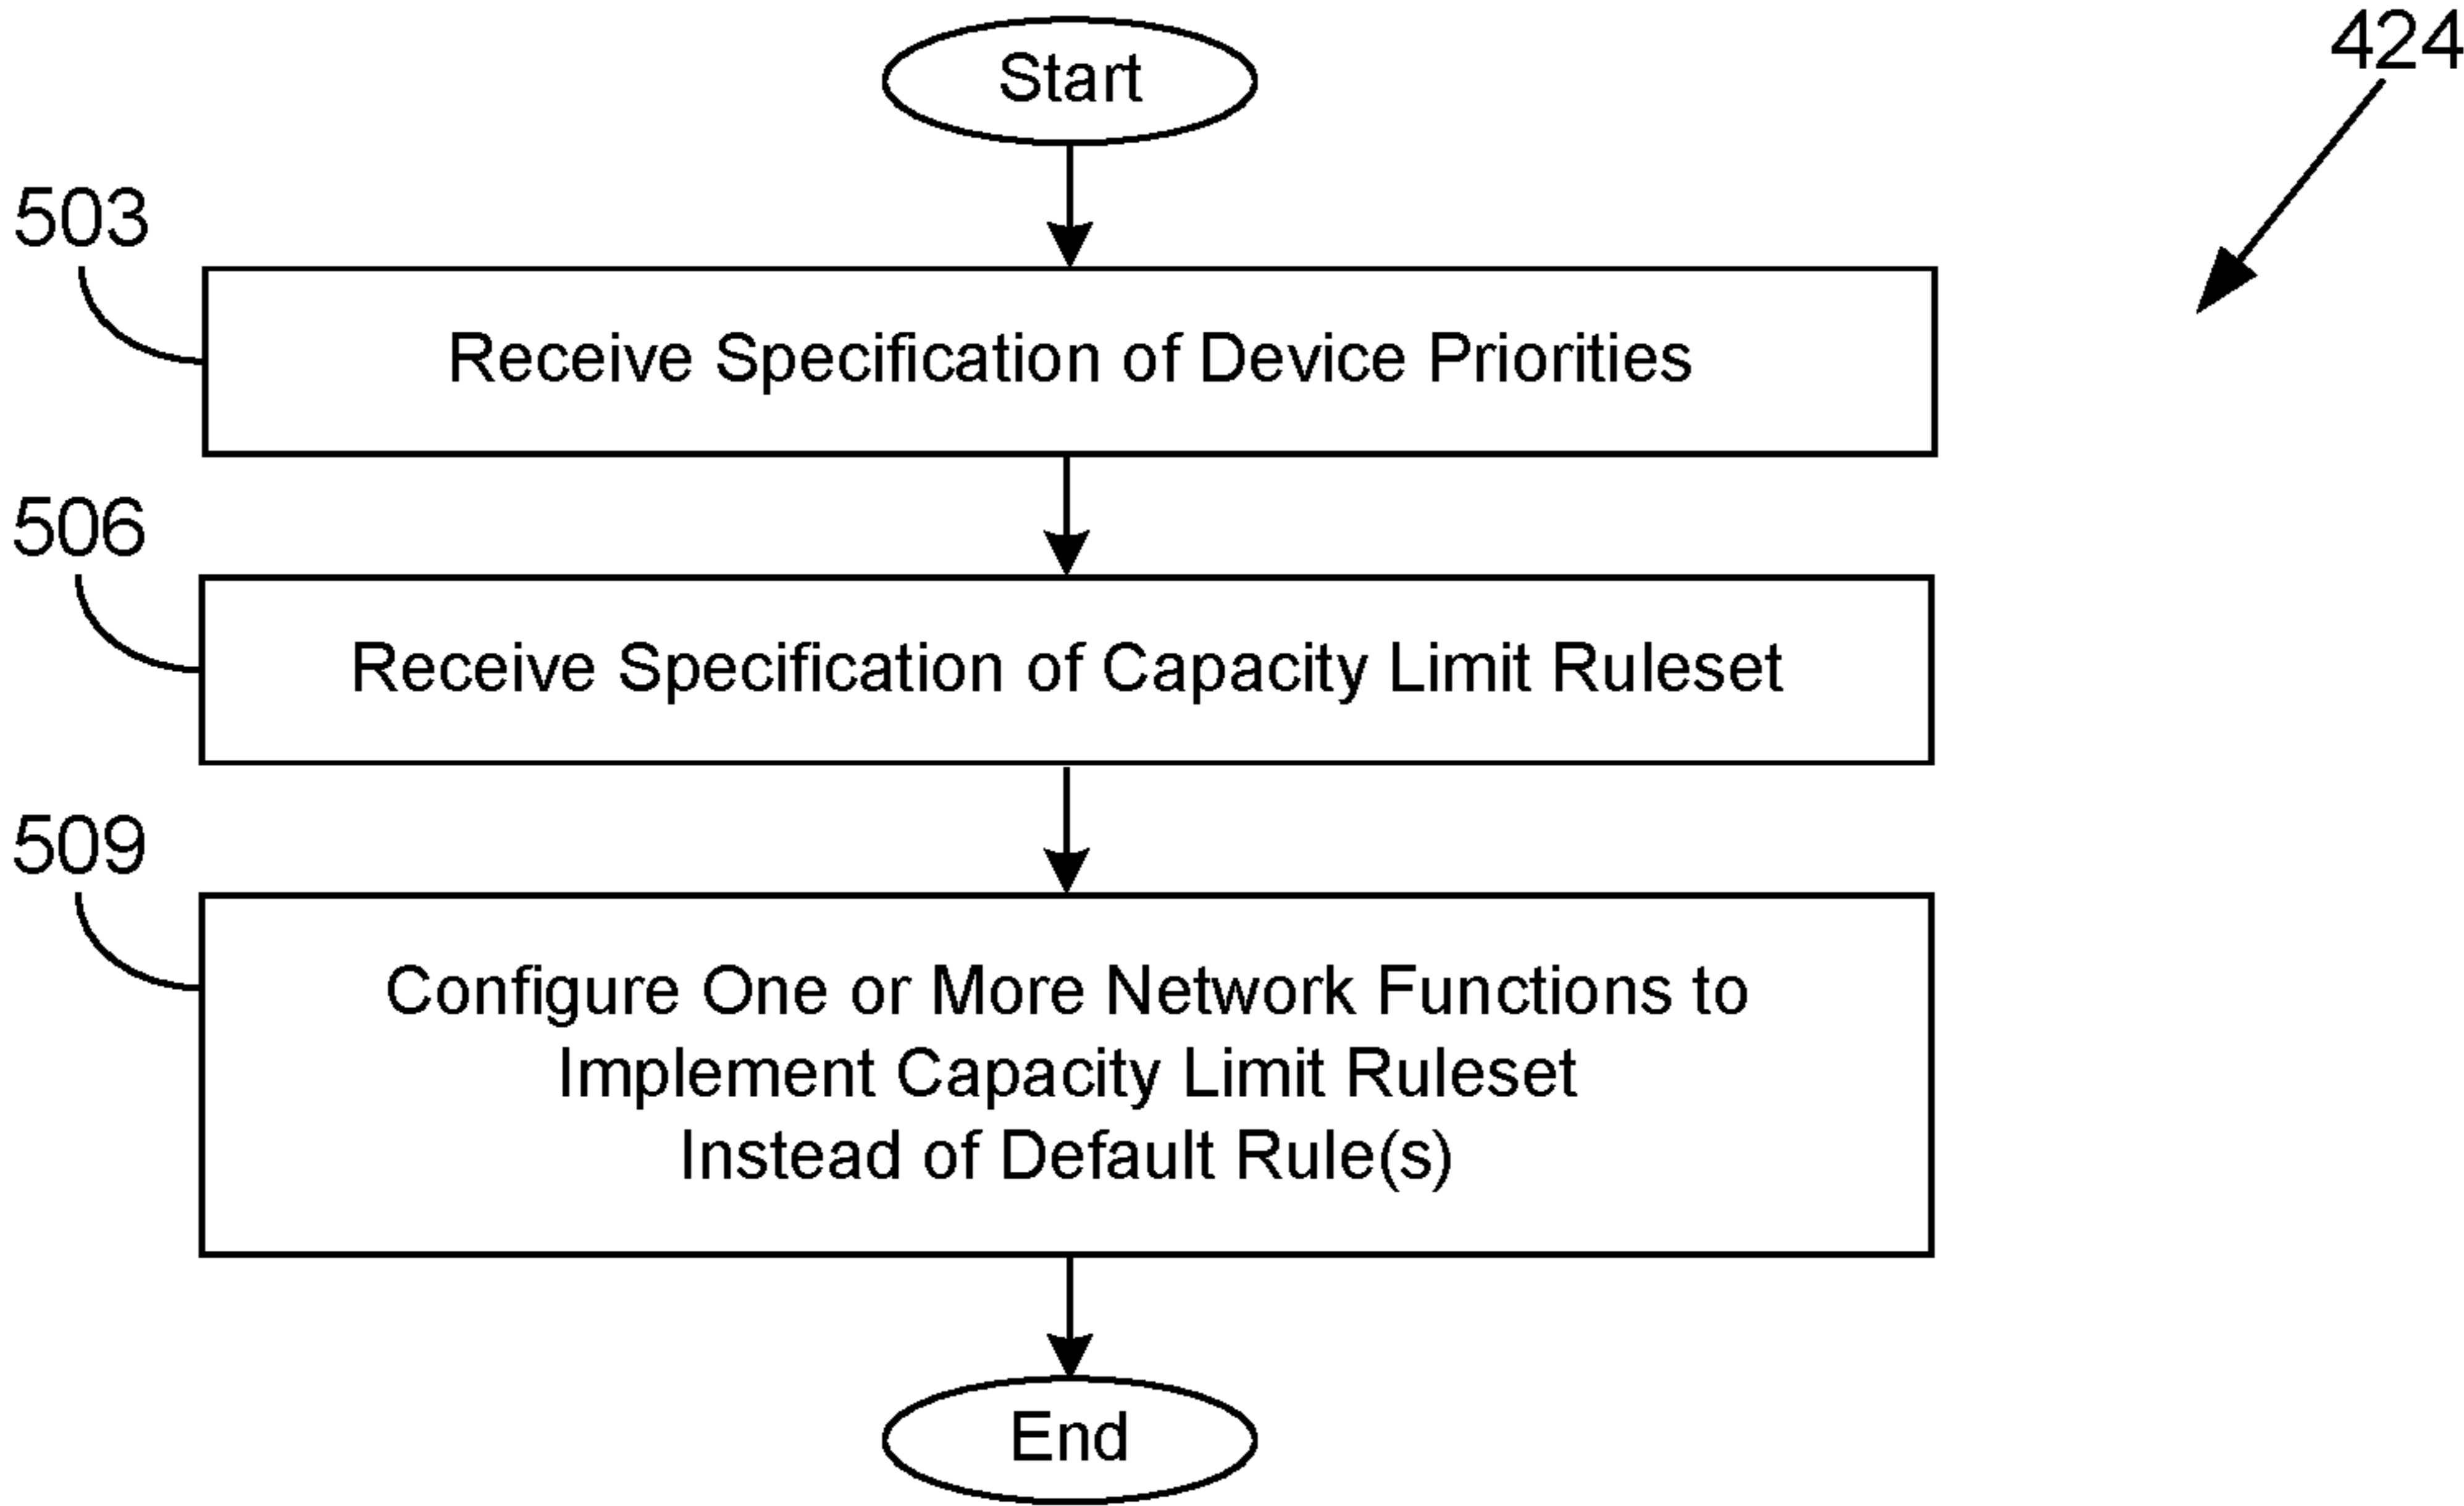 Start
424
503
Receive Specification of Device Priorities
506
Receive Specification of Capacity Limit Ruleset
509
Configure One or More Network Functions to
Implement Capacity Limit Ruleset
Instead of Default Rule(s)
End